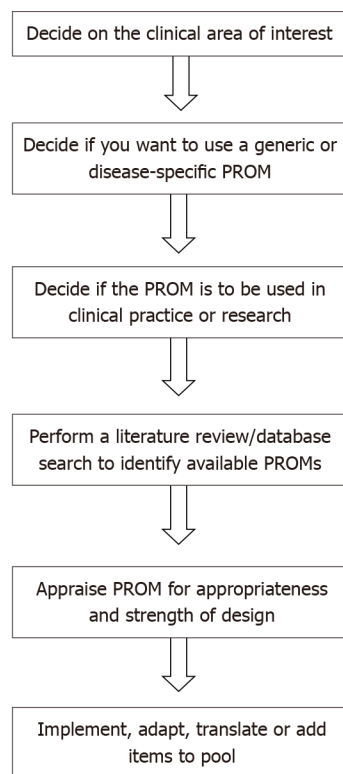 Decide on the clinical area of interest
Decide if you want to use a generic or
disease-specific PROM
Decide if the PROM is to be used in
clinical practice or research
Perform a literature review/database
search to identify available PROMs
Appraise PROM for appropriateness
and strength of design
Implement, adapt, translate or add
items to pool